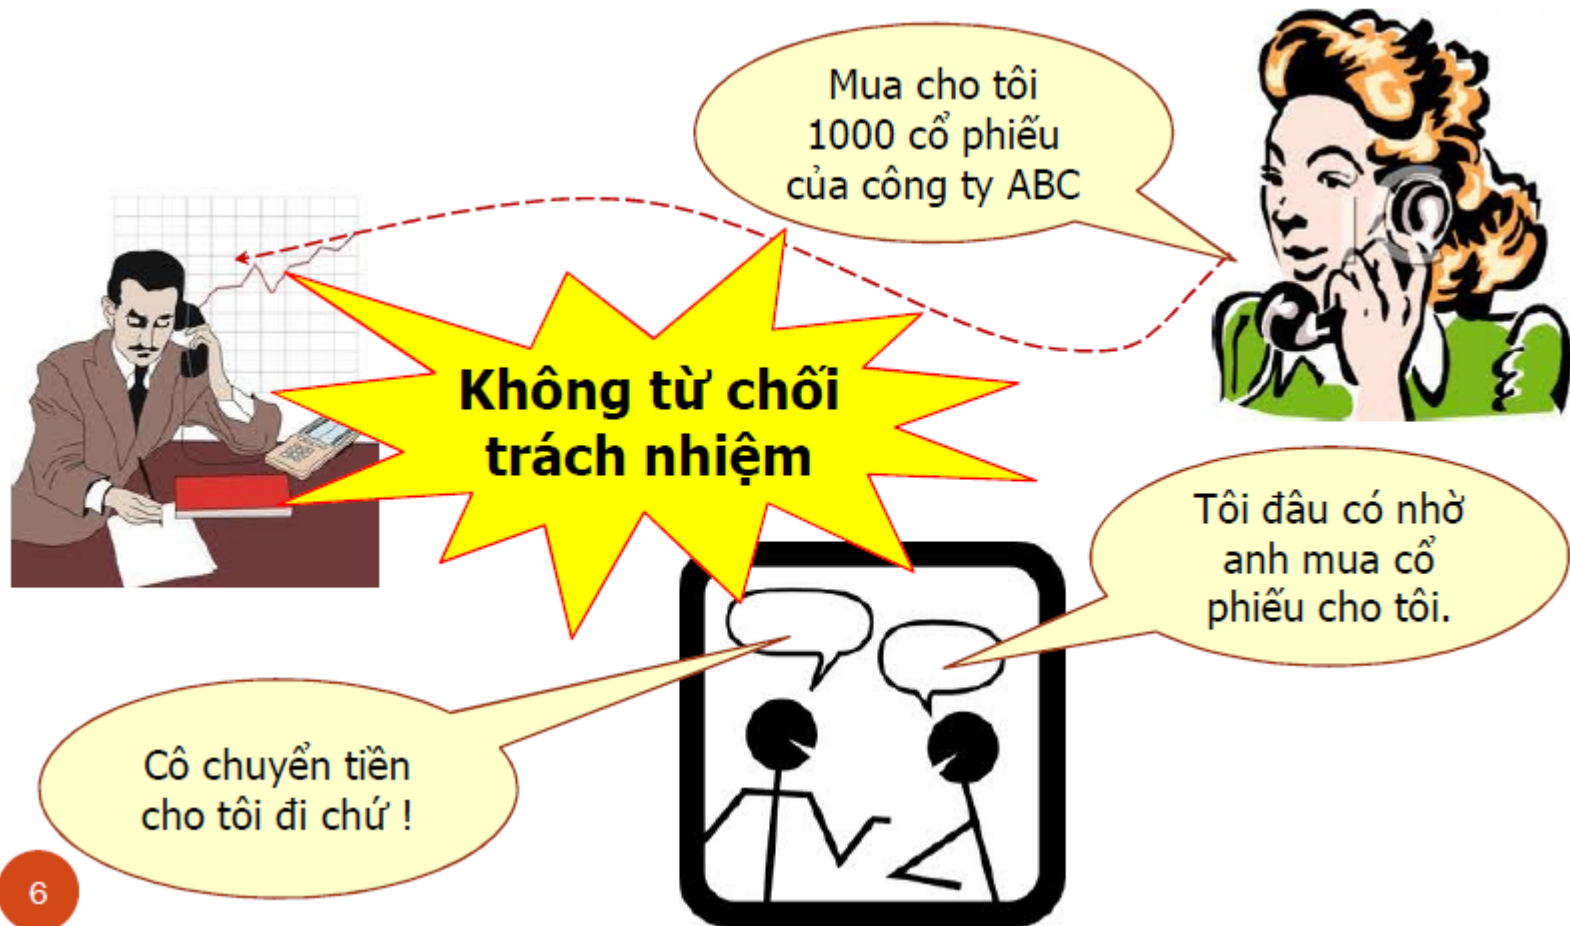 Mua cho tôi
1000 cổ phiếu
của công ty ABC
Không từ chối
trách nhiệm
Tôi đâu có nhờ
anh mua cổ
phiếu cho tôi.
Cô chuyển tiền
cho tôi đi chứ !
6